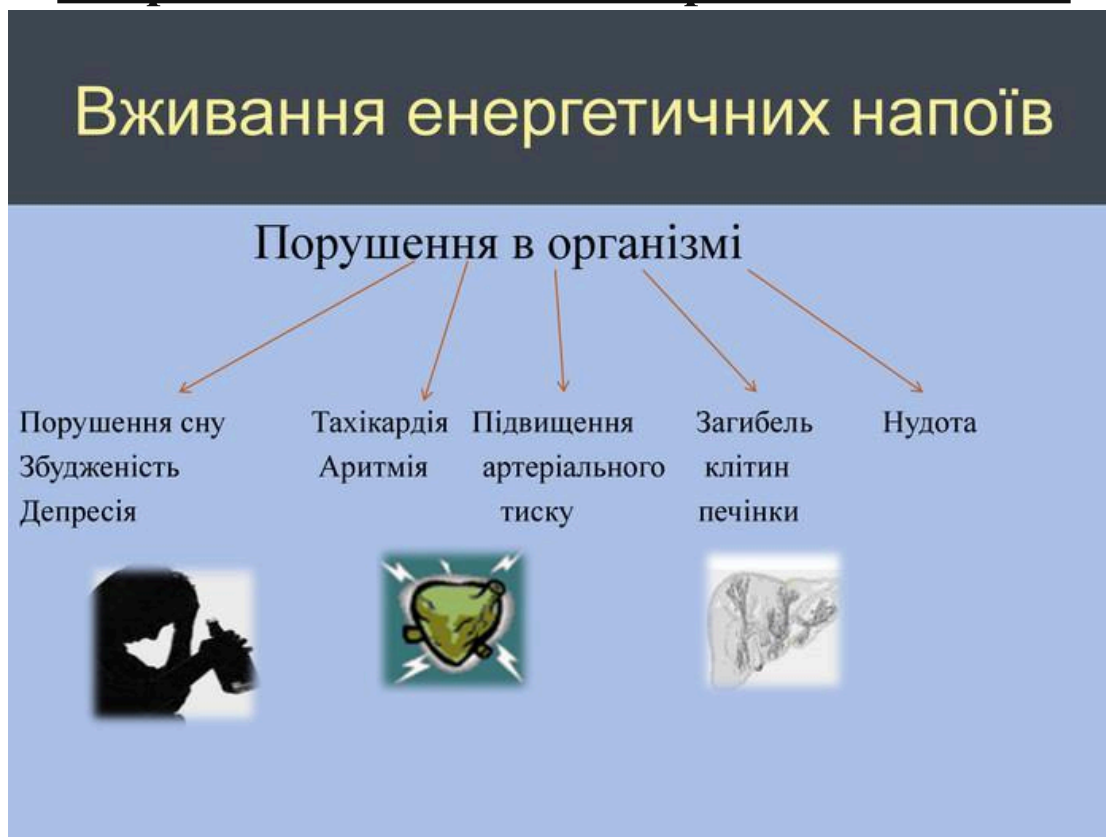 Вживання енергетичних напоїв
Порушення в організмі
Порушення сну
Збудженість
Депресія
Тахікардія
Аритмія
Підвищення
артеріального
тиску
Загибель
клітин
печінки
Нудота